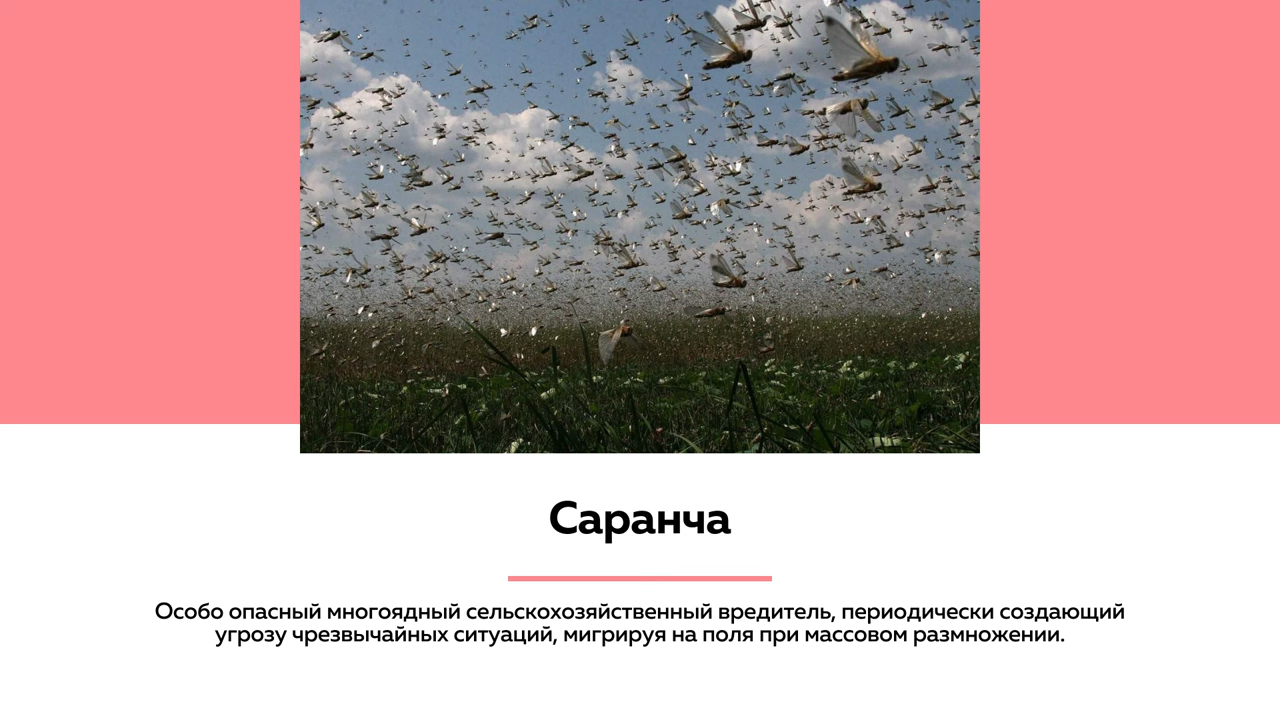 Саранча
Особо опасный многоядный сельскохозяйственный вредитель, периодически создающий
угрозу чрезвычайных ситуаций, мигрируя на поля при массовом размножении.